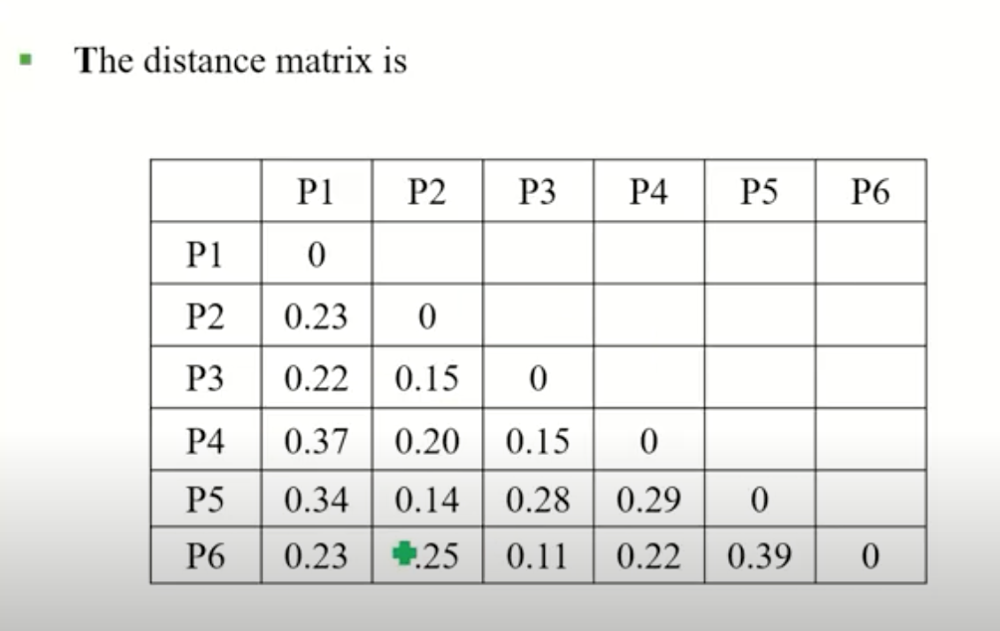 The distance matrix is
P1 P2 P3 P4 P5 P6
P1 0
P2 0.23 0
P3 0.22 0.15 0
P4 0.37 0.20 0.15 0
P5 0.34 0.14 0.28 0.29 0
P6 0.23 .25 0.11 0.22 0.39 0